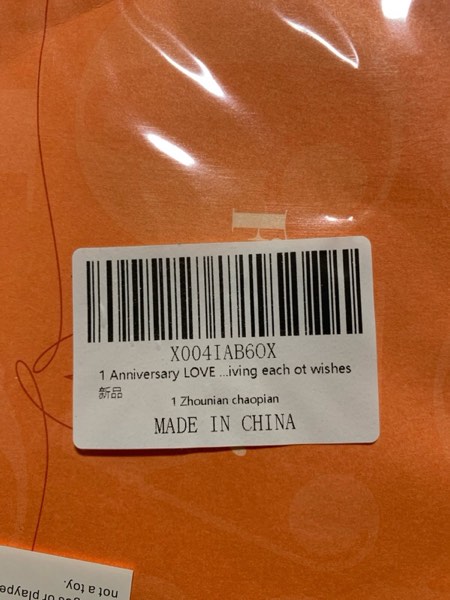 X004IAB6OX
1 Anniversary LOVE ...iving each ot wishes
新品
1 Zhounian chaopian
MADE IN CHINA
not a toy.